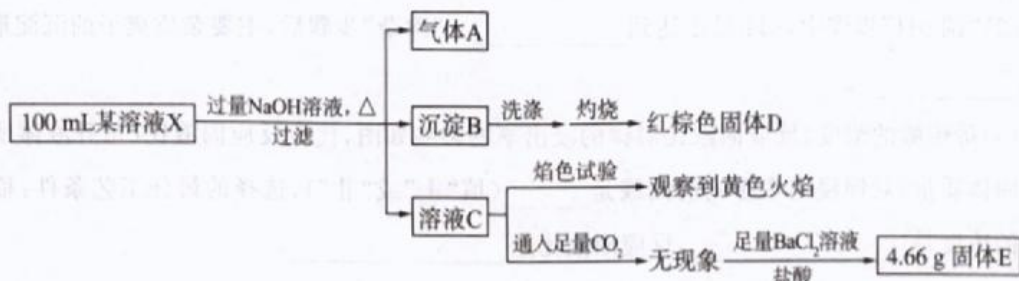 气体A
100 mL某溶液X
过量NaOH溶液，△
过滤
沉淀B
洗涤
灼烧
红棕色固体D
溶液C
焰色试验
观察到黄色火焰
通入足量CO₂
无现象
足量BaCl₂溶液
盐酸
4.66 g 固体E